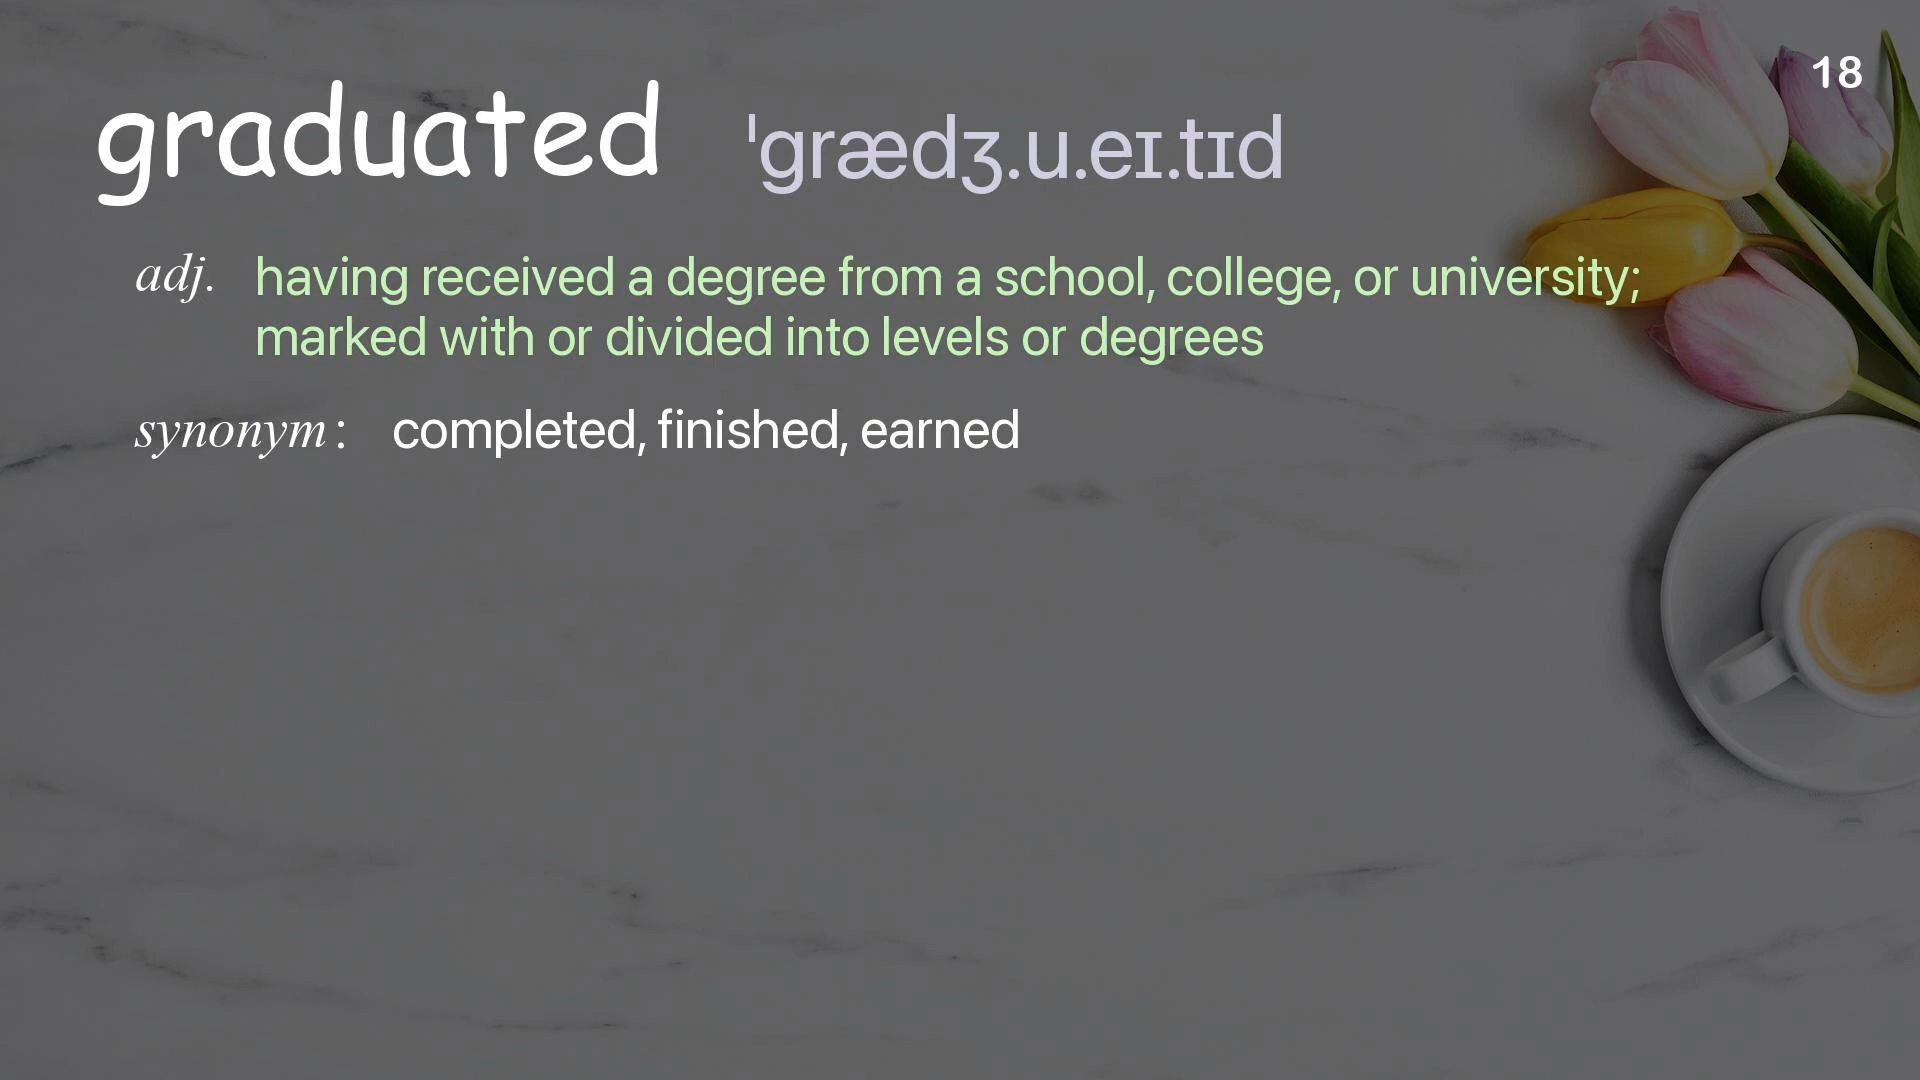 18
graduated ˈgrædʒ.u.eɪ.tɪd
adj. having received a degree from a school, college, or university;
marked with or divided into levels or degrees
synonym: completed, finished, earned